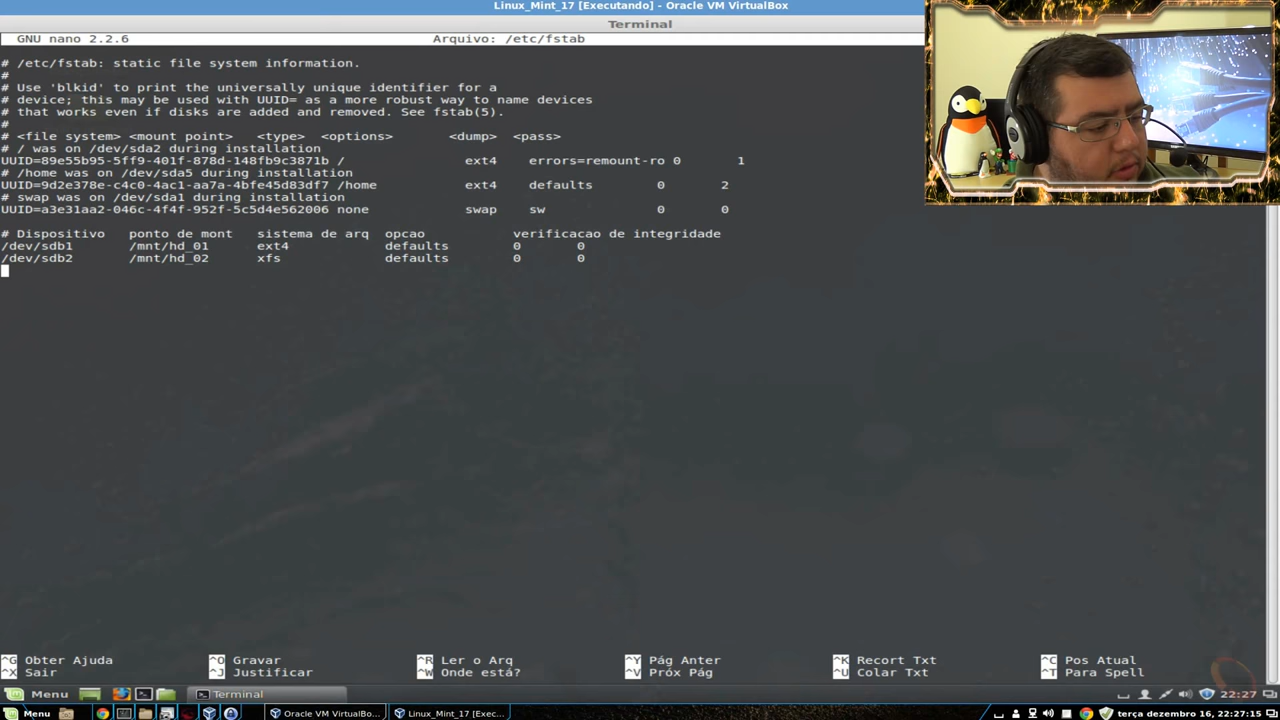 Linux_Mint_17 [Executando] - Oracle VM VirtualBox
Terminal
GNU nano 2.2.6 Arquivo: /etc/fstab
# /etc/fstab: static file system information.
#
# Use 'blkid' to print the universally unique identifier for a
# device; this may be used with UUID= as a more robust way to name devices
# that works even if disks are added and removed. See fstab(5).
#
# <file system> <mount point> <type> <options> <dump> <pass>
# / was on /dev/sda2 during installation
UUID=89e55b95-5ff9-401f-878d-148fb9c3871b / ext4 errors=remount-ro 0 1
# /home was on /dev/sda5 during installation
UUID=9d2e378e-c4c0-4ac1-aa7a-4bfe45d83df7 /home ext4 defaults 0 2
# swap was on /dev/sda1 during installation
UUID=a3e31aa2-046c-4f4f-952f-5c5d4e562006 none swap sw 0 0
# Dispositivo ponto de mont sistema de arq opcao verificacao de integridade
/dev/sdb1 /mnt/hd_01 ext4 defaults 0 0
/dev/sdb2 /mnt/hd_02 xfs defaults 0 0
^G Obter Ajuda ^O Gravar ^R Ler o Arq ^Y Pág Anter ^K Recort Txt ^C Pos Atual
^X Sair ^J Justificar ^W Onde está? ^V Próx Pág ^U Colar Txt ^T Para Spell
Menu Terminal 22:27
Menu Oracle VM VirtualBo... Linux_Mint_17 [Exec... terça dezembro 16, 22:27:15